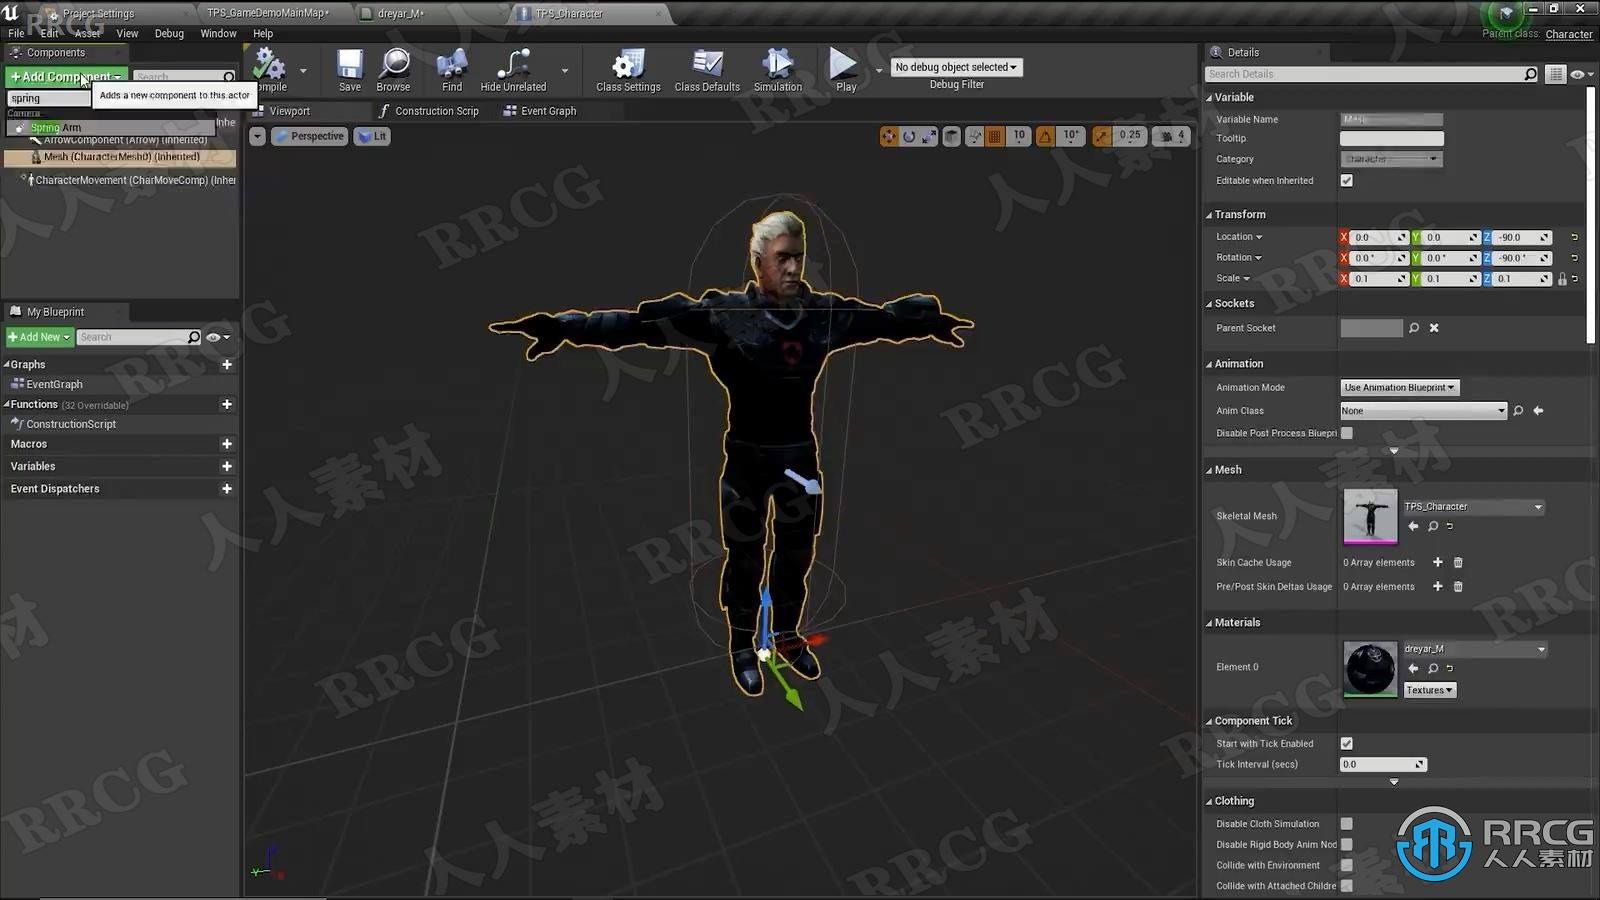 Project Settings
TPS_GameDemoMainMap*
dreyar_M*
TPS_Character
File Edit Asset View Debug Window Help
Parent class: Character
Components
+Add Component
Search
Adds a new component to this actor
spring
Camera
Spring Arm
ArrowComponent (Arrow) (Inherited)
Mesh (CharacterMesh0) (Inherited)
CharacterMovement (CharMoveComp) (Inher
My Blueprint
+Add New
Search
Graphs
EventGraph
Functions (32 Overridable)
ConstructionScript
Macros
Variables
Event Dispatchers
Save
Browse
Find
Hide Unrelated
Class Settings
Class Defaults
Simulation
Play
No debug object selected
Debug Filter
Viewport
Construction Scrip
Event Graph
Perspective
Lit
10
10°
0.25
4
Details
Search Details
Variable
Variable Name
Mesh
Tooltip
Category
Character
Editable when Inherited
Transform
Location X 0.0 Y 0.0 Z -90.0
Rotation X 0.0 ° Y 0.0 ° Z -90.0 °
Scale X 0.1 Y 0.1 Z 0.1
Sockets
Parent Socket
Animation
Animation Mode
Use Animation Blueprint
Anim Class
None
Disable Post Process Bluepri
Mesh
Skeletal Mesh
TPS_Character
Skin Cache Usage
0 Array elements
Pre/Post Skin Deltas Usage
0 Array elements
Materials
Element 0
dreyar_M
Textures
Component Tick
Start with Tick Enabled
Tick Interval (secs)
0.0
Clothing
Disable Cloth Simulation
Disable Rigid Body Anim Nod
Collide with Environment
Collide with Attached Childre
RRCG
人人素材